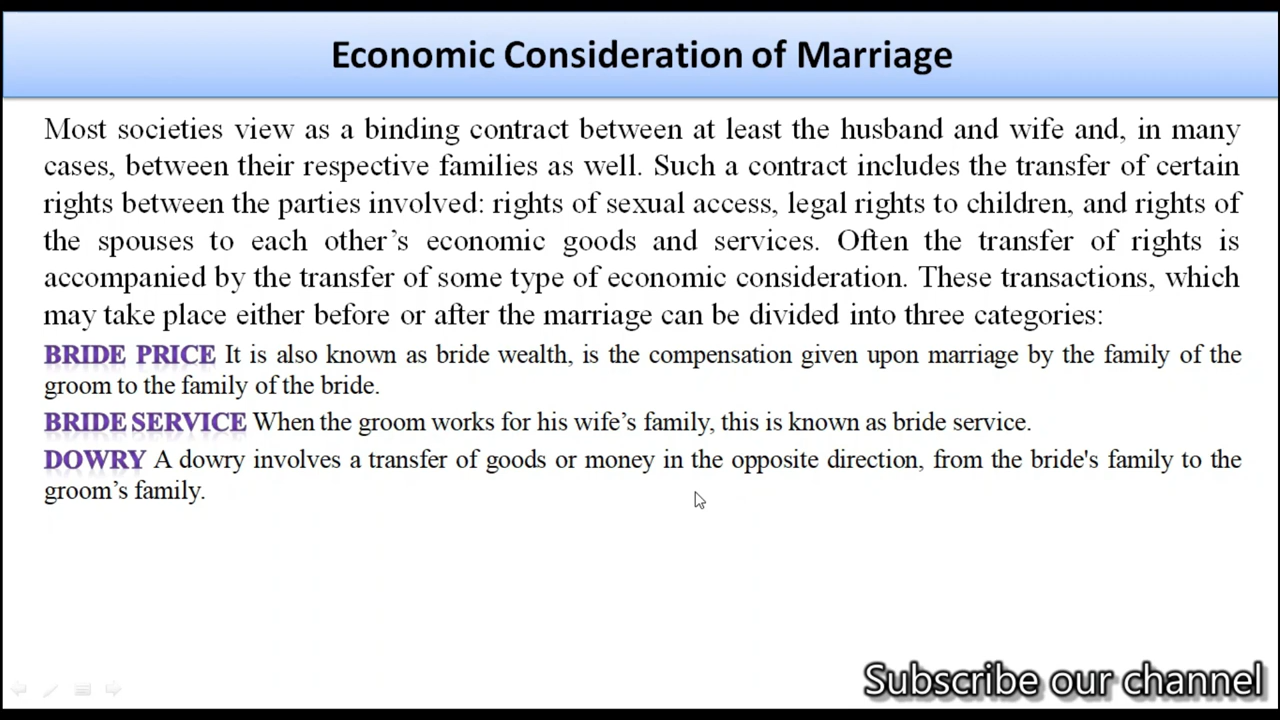 Economic Consideration of Marriage
Most societies view as a binding contract between at least the husband and wife and, in many
cases, between their respective families as well. Such a contract includes the transfer of certain
rights between the parties involved: rights of sexual access, legal rights to children, and rights of
the spouses to each other’s economic goods and services. Often the transfer of rights is
accompanied by the transfer of some type of economic consideration. These transactions, which
may take place either before or after the marriage can be divided into three categories:
BRIDE PRICE It is also known as bride wealth, is the compensation given upon marriage by the family of the
groom to the family of the bride.
BRIDE SERVICE When the groom works for his wife’s family, this is known as bride service.
DOWRY A dowry involves a transfer of goods or money in the opposite direction, from the bride's family to the
groom’s family.
Subscribe our channel